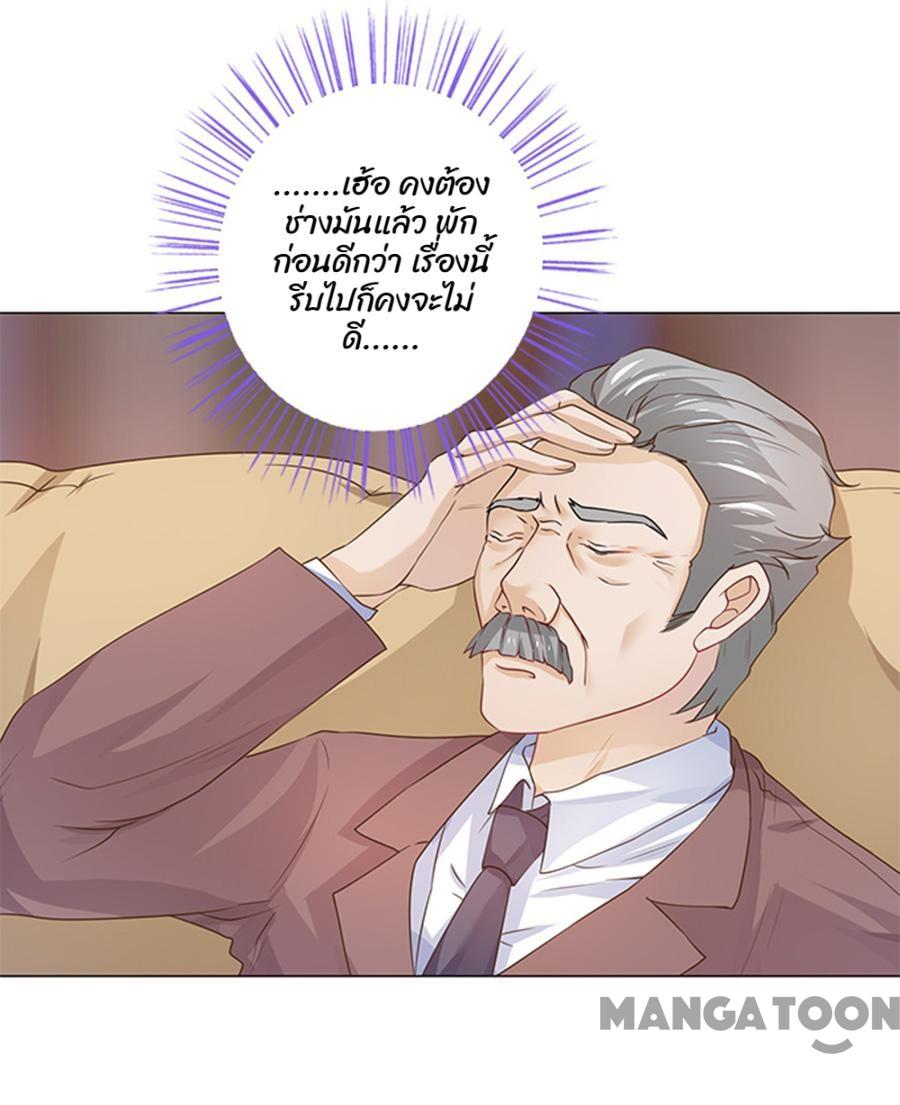 .......เฮ้อ คงต้อง
ช่างมันแล้ว พัก
ก่อนดีกว่า เรื่องนี้
รีบไปก็คงจะไม่
ดี......
MANGATOON